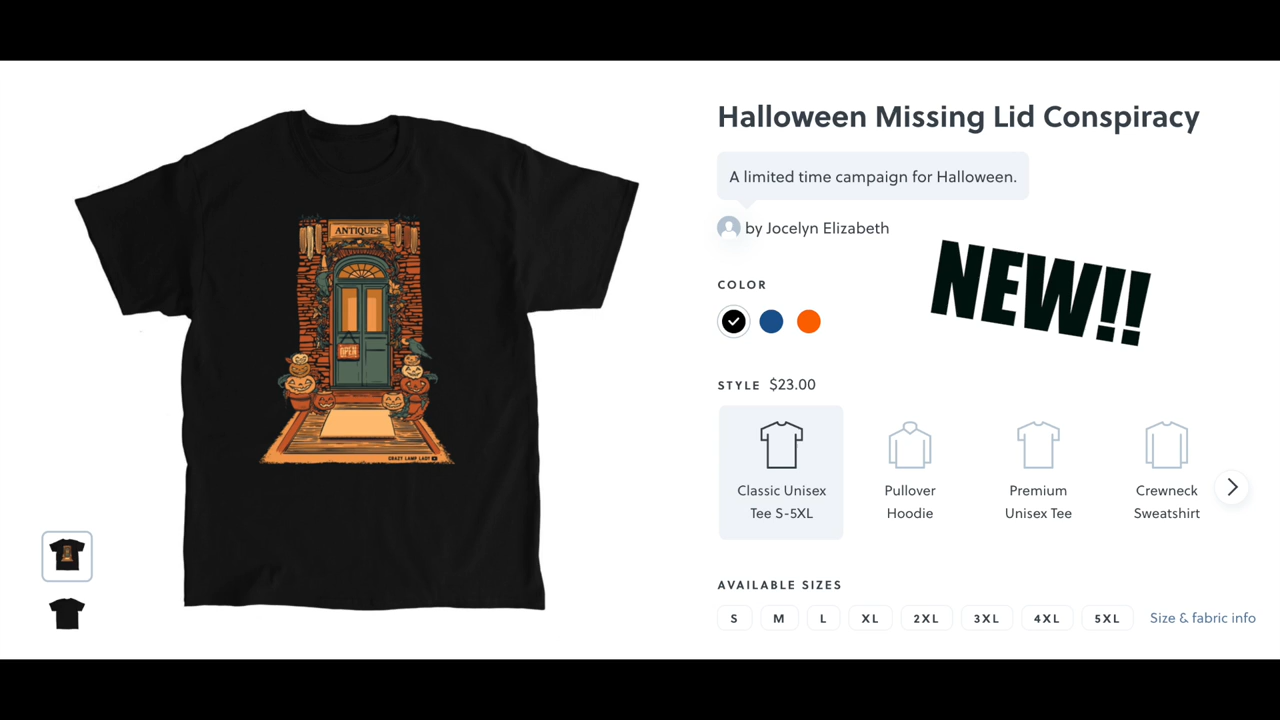 ANTIQUES
OPEN
CRAZY LAMP LADY
Halloween Missing Lid Conspiracy
A limited time campaign for Halloween.
by Jocelyn Elizabeth
NEW!!
COLOR
STYLE $23.00
Classic Unisex
Tee S-5XL
Pullover
Hoodie
Premium
Unisex Tee
Crewneck
Sweatshirt
AVAILABLE SIZES
S M L XL 2XL 3XL 4XL 5XL Size & fabric info